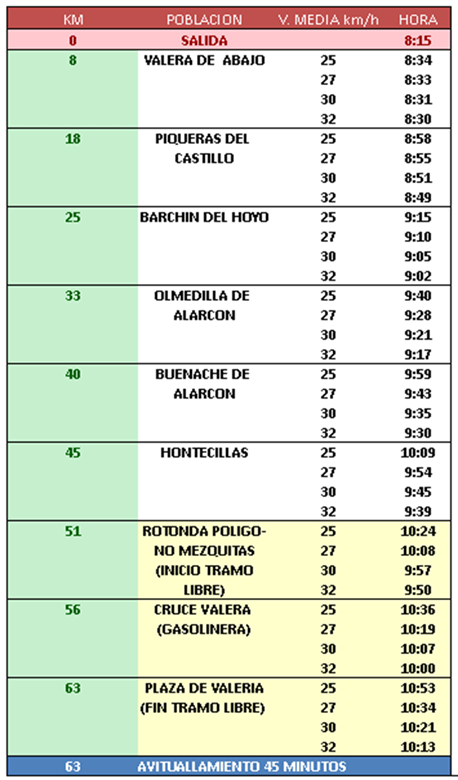 KM POBLACION V. MEDIA km/h HORA
0 SALIDA 8:15
8 VALERA DE ABAJO 25 8:34
27 8:33
30 8:31
32 8:30
18 PIQUERAS DEL 25 8:58
CASTILLO 27 8:55
30 8:51
32 8:49
25 BARCHIN DEL HOYO 25 9:15
27 9:10
30 9:05
32 9:02
33 OLMEDILLA DE 25 9:40
ALARCON 27 9:28
30 9:21
32 9:17
40 BUENACHE DE 25 9:59
ALARCON 27 9:43
30 9:35
32 9:30
45 HONTECILLAS 25 10:09
27 9:54
30 9:45
32 9:39
51 ROTONDA POLIGO- 25 10:24
NO MEZQUITAS 27 10:08
(INICIO TRAMO 30 9:57
LIBRE) 32 9:50
56 CRUCE VALERA 25 10:36
(GASOLINERA) 27 10:19
30 10:07
32 10:00
63 PLAZA DE VALERIA 25 10:53
(FIN TRAMO LIBRE) 27 10:34
30 10:21
32 10:13
63 AVITUALLAMIENTO 45 MINUTOS